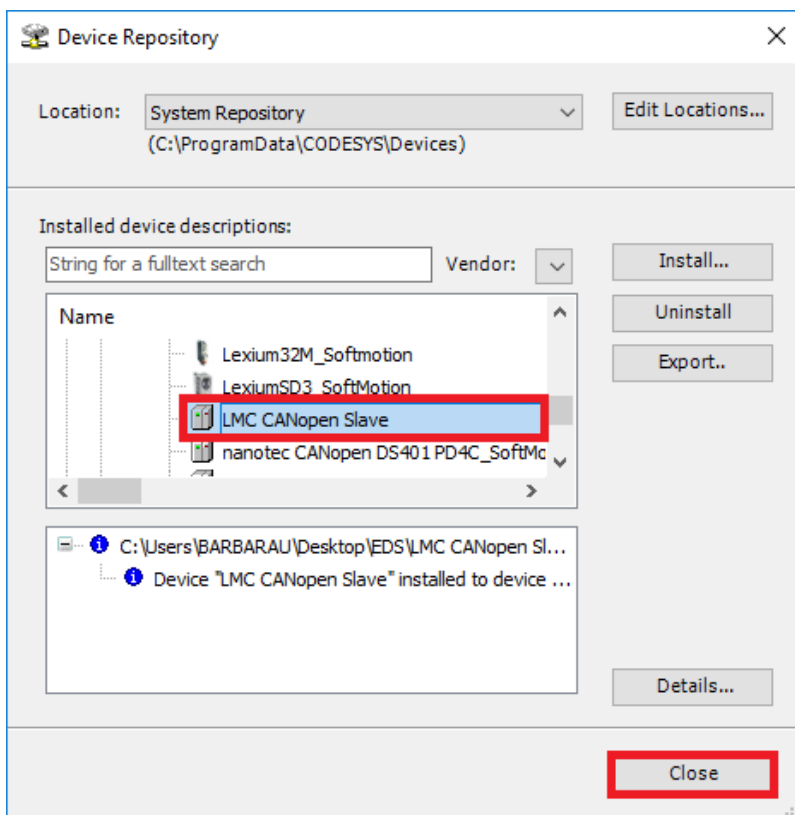 Device Repository
Location: System Repository Edit Locations...
(C:\ProgramData\CODESYS\Devices)
Installed device descriptions:
String for a fulltext search Vendor: Install...
Name Uninstall
Lexium32M_Softmotion Export..
LexiumSD3_SoftMotion
LMC CANopen Slave
nanotec CANopen DS401 PD4C_SoftMo
C:\Users\BARBARAU\Desktop\EDS\LMC CANopen Sl...
Device "LMC CANopen Slave" installed to device ...
Details...
Close